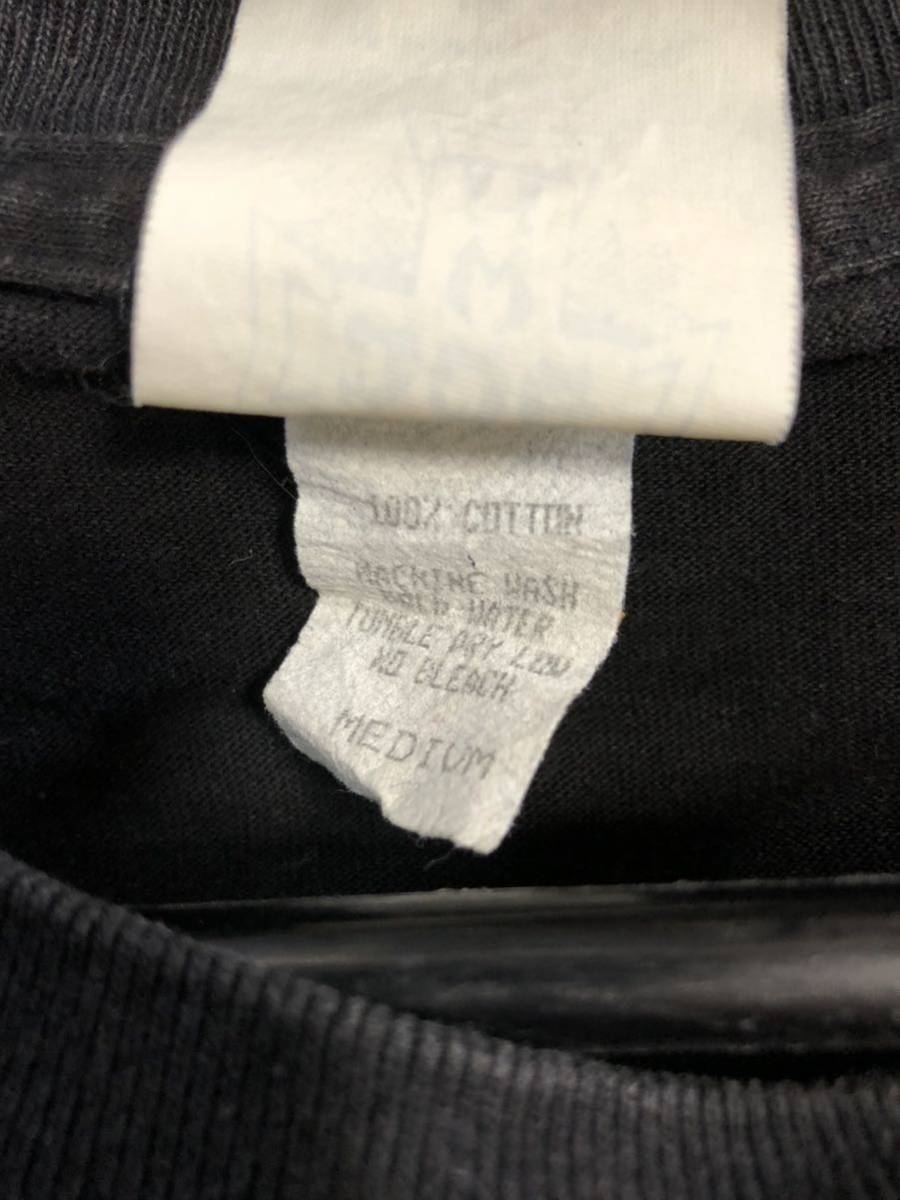 100% COTTON
MACHINE WASH
COLD WATER
TUMBLE DRY LOW
NO BLEACH
MEDIUM